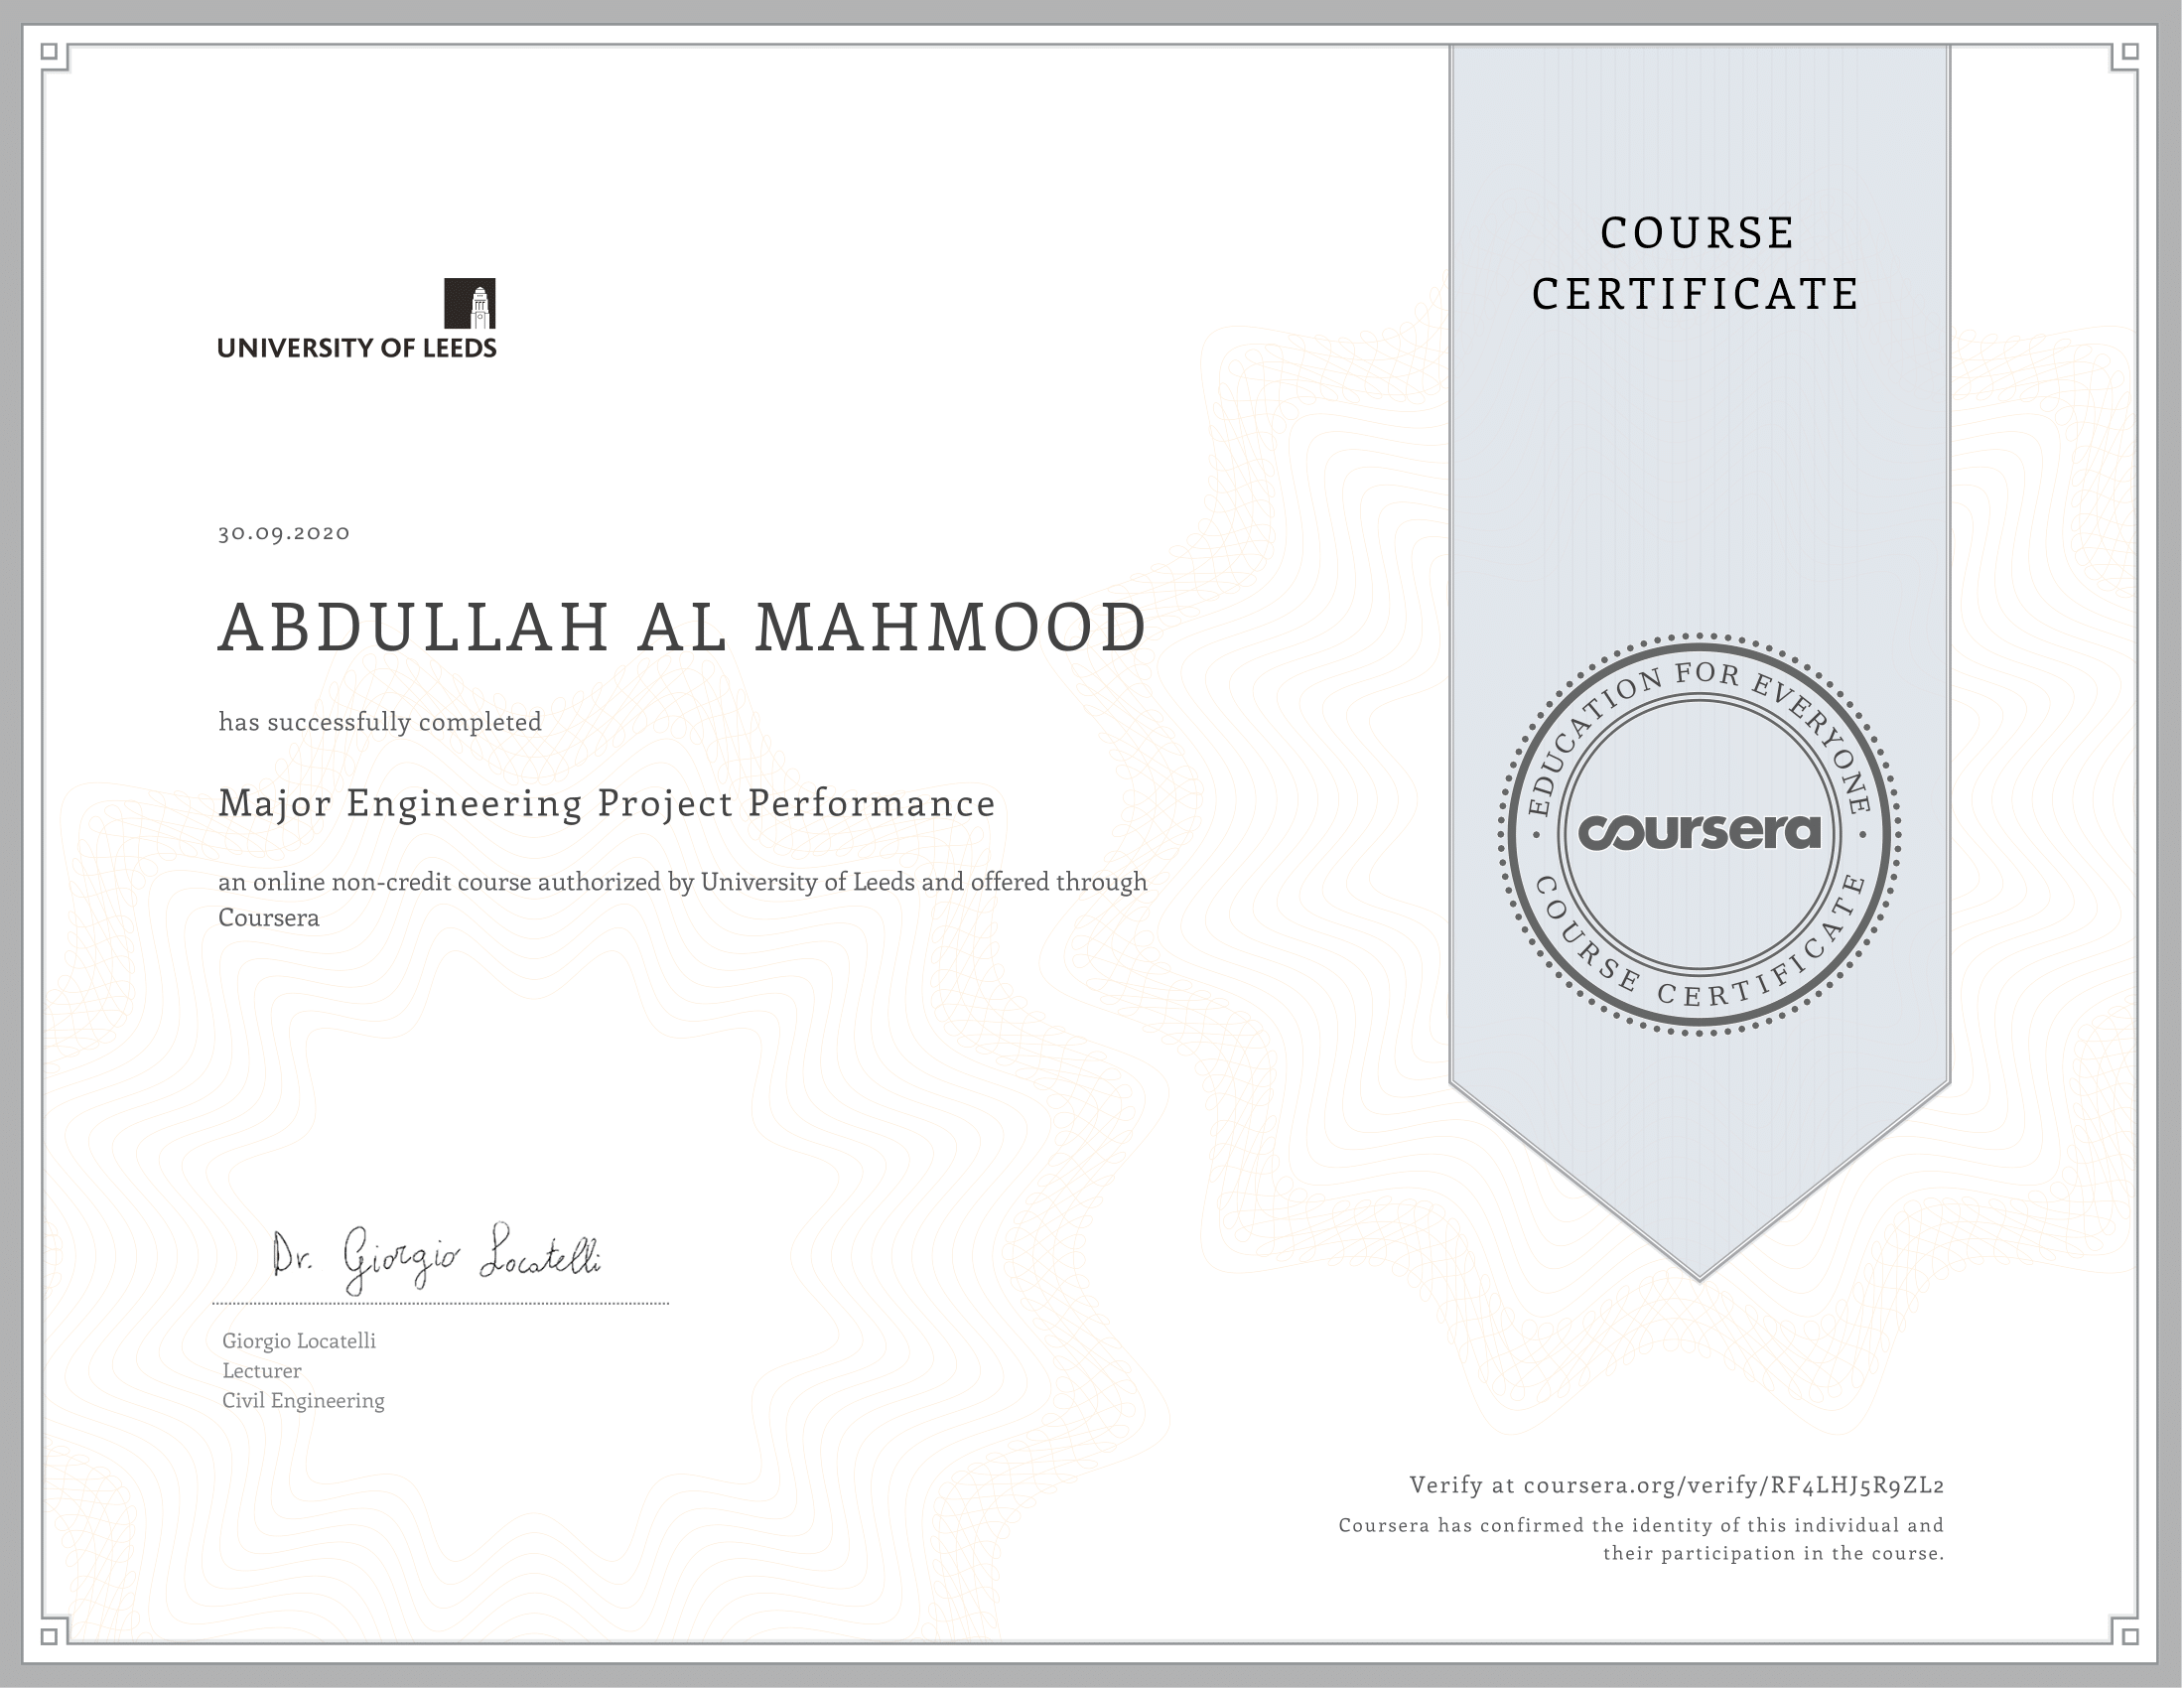 UNIVERSITY OF LEEDS
30.09.2020
ABDULLAH AL MAHMOOD
has successfully completed
Major Engineering Project Performance
an online non-credit course authorized by University of Leeds and offered through
Coursera
Dr. Giorgio Locatelli
Giorgio Locatelli
Lecturer
Civil Engineering
COURSE
CERTIFICATE
EDUCATION FOR EVERYONE
coursera
COURSE CERTIFICATE
Verify at coursera.org/verify/RF4LHJ5R9ZL2
Coursera has confirmed the identity of this individual and
their participation in the course.